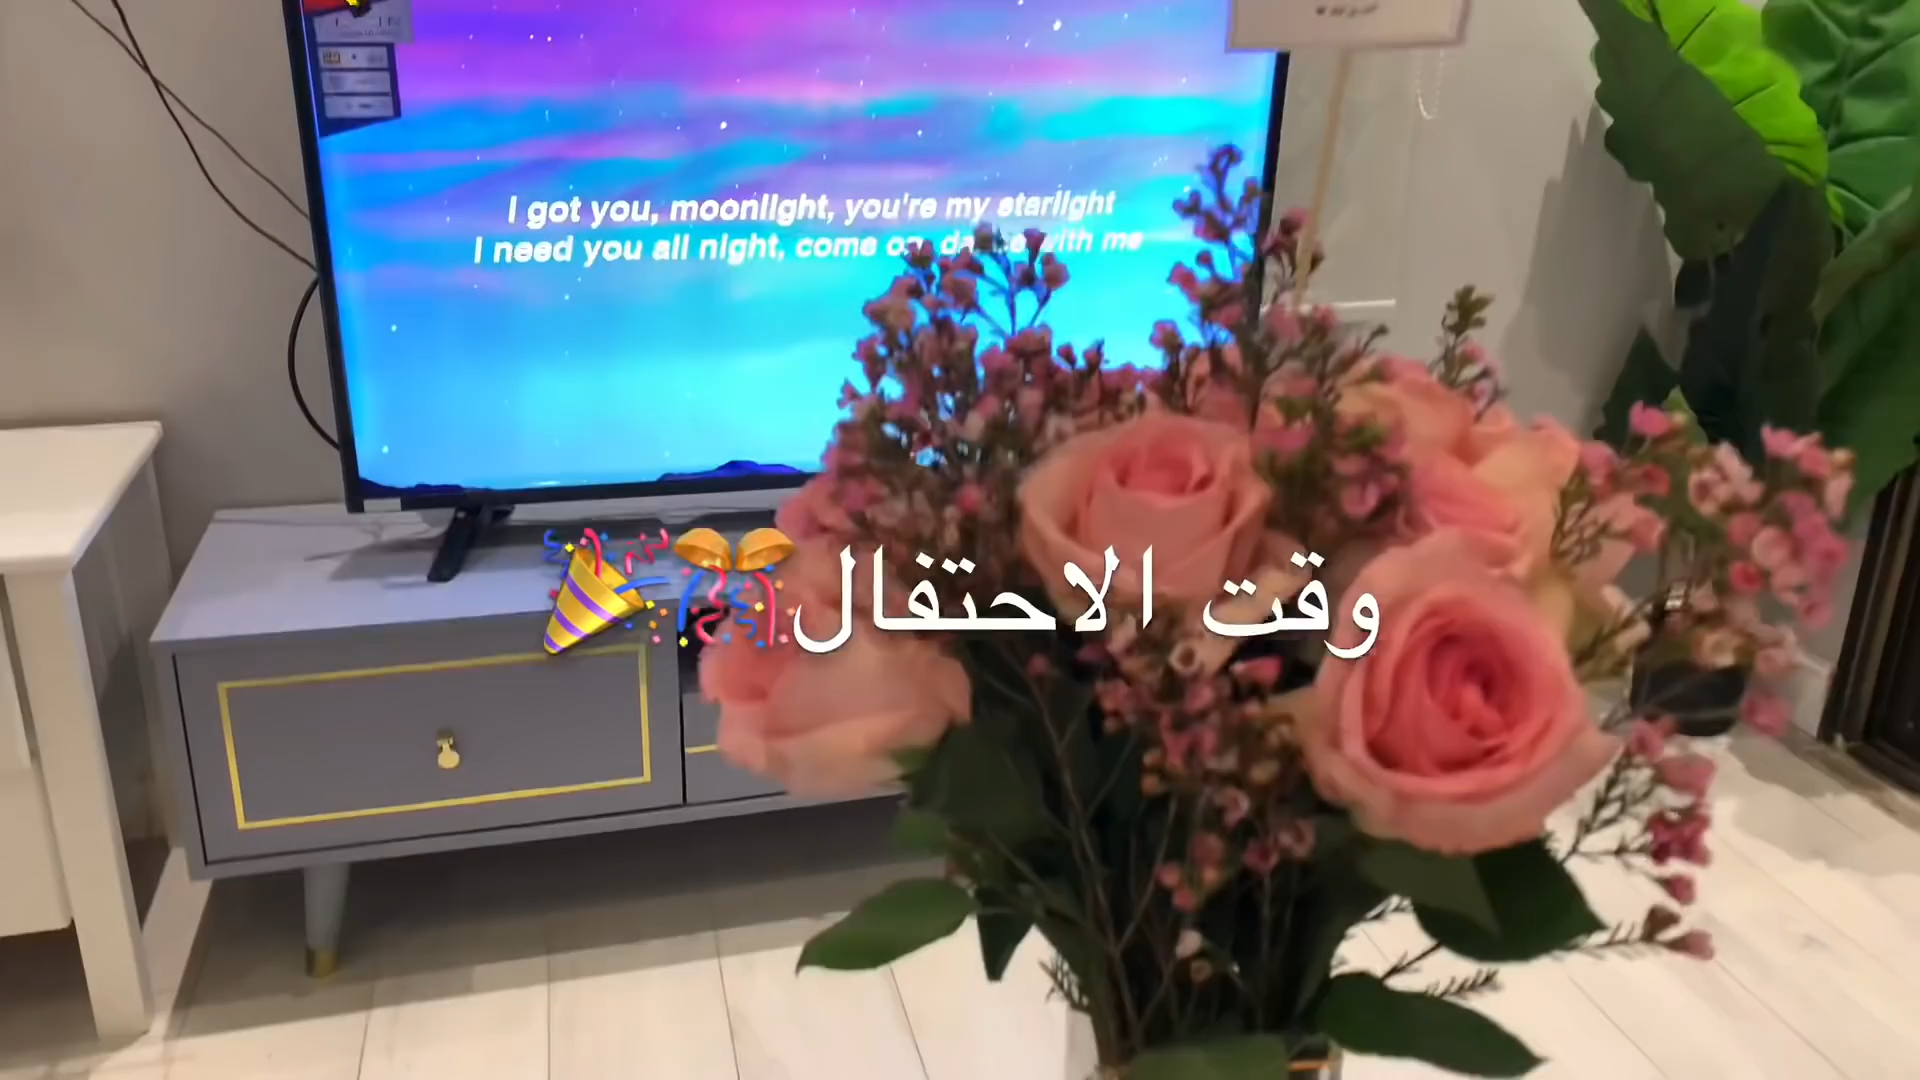 I got you, moonlight, you're my starlight
I need you all night, come on, dance with me
وقت الاحتفال🎊🎉